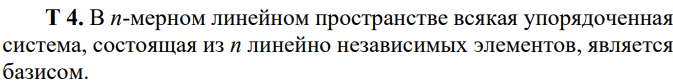 Т 4. В n-мерном линейном пространстве всякая упорядоченная
система, состоящая из n линейно независимых элементов, является
базисом.